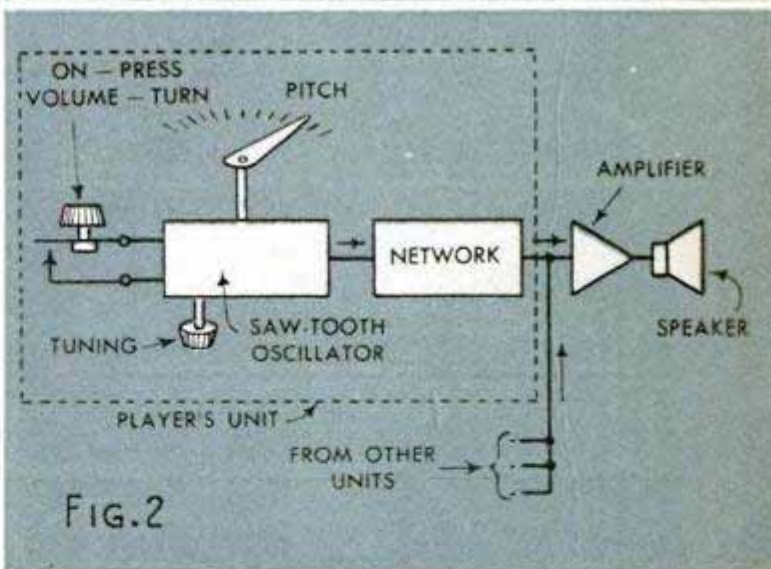 ON – PRESS
VOLUME – TURN
PITCH
AMPLIFIER
NETWORK
TUNING
SAW-TOOTH
OSCILLATOR
SPEAKER
PLAYER'S UNIT
FROM OTHER
UNITS
FIG.2